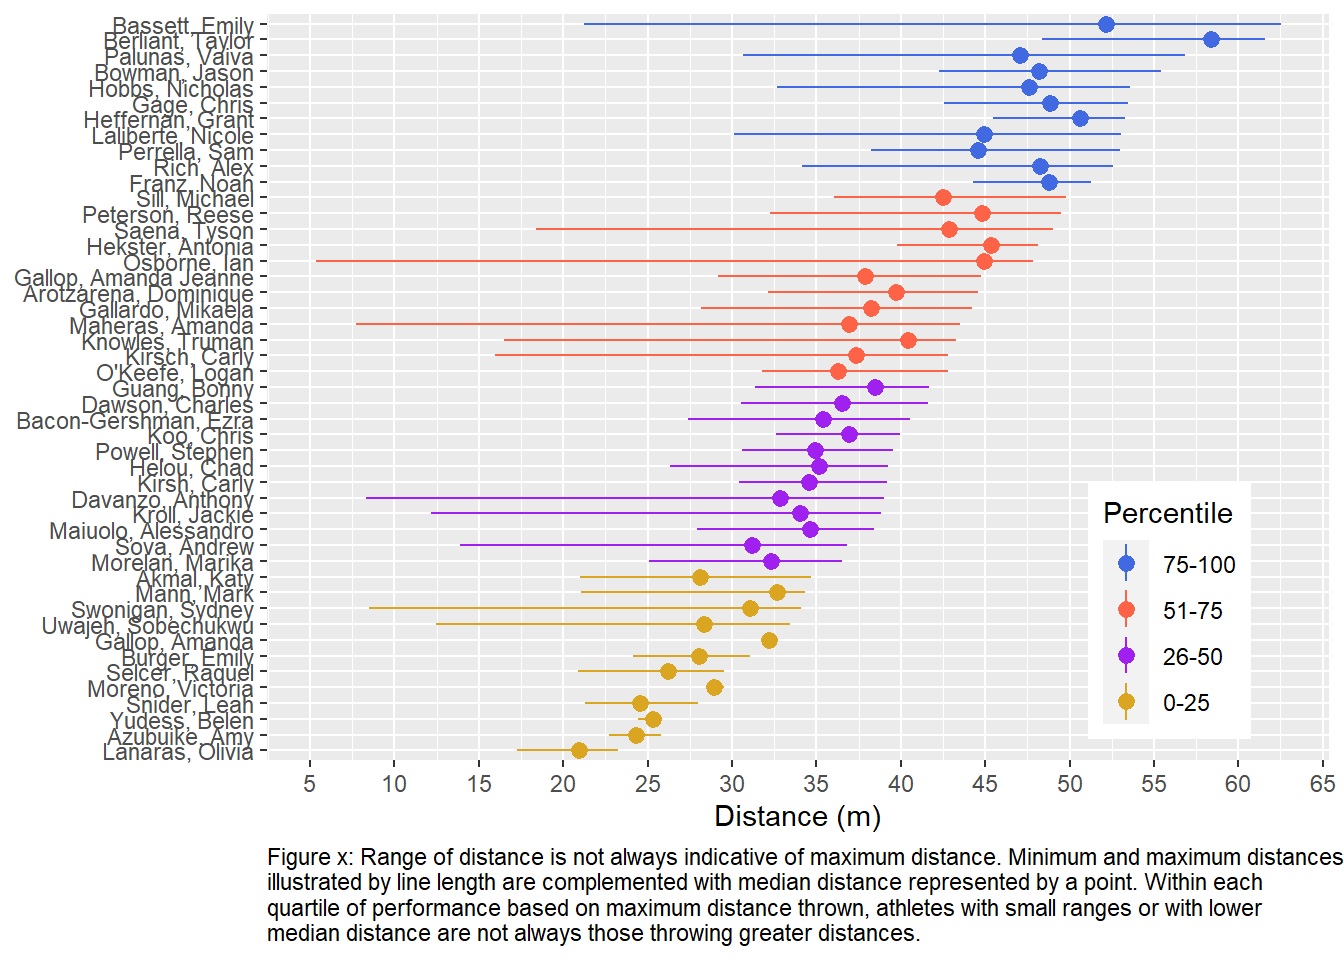 Bassett, Emily
Berliant, Taylor
Palunas, Vaiva
Bowman, Jason
Hobbs, Nicholas
Gage, Chris
Heffernan, Grant
Laliberte, Nicole
Perrella, Sam
Rich, Alex
Franz, Noah
Sill, Michael
Peterson, Reese
Saena, Tyson
Hekster, Antonia
Osborne, Ian
Gallop, Amanda Jeanne
Arotzarena, Dominique
Gallardo, Mikaela
Maheras, Amanda
Knowles, Truman
Kirsch, Carly
O'Keefe, Logan
Guang, Bonny
Dawson, Charles
Bacon-Gershman, Ezra
Koo, Chris
Powell, Stephen
Helou, Chad
Kirsh, Carly
Davanzo, Anthony
Kroll, Jackie
Maiuolo, Alessandro
Sova, Andrew
Morelan, Marika
Akmal, Katy
Mann, Mark
Swonigan, Sydney
Uwajeh, Sobechukwu
Gallop, Amanda
Burger, Emily
Selcer, Raquel
Moreno, Victoria
Snider, Leah
Yudess, Belen
Azubuike, Amy
Lanaras, Olivia
Percentile
75-100
51-75
26-50
0-25
5 10 15 20 25 30 35 40 45 50 55 60 65
Distance (m)
Figure x: Range of distance is not always indicative of maximum distance. Minimum and maximum distances
illustrated by line length are complemented with median distance represented by a point. Within each
quartile of performance based on maximum distance thrown, athletes with small ranges or with lower
median distance are not always those throwing greater distances.